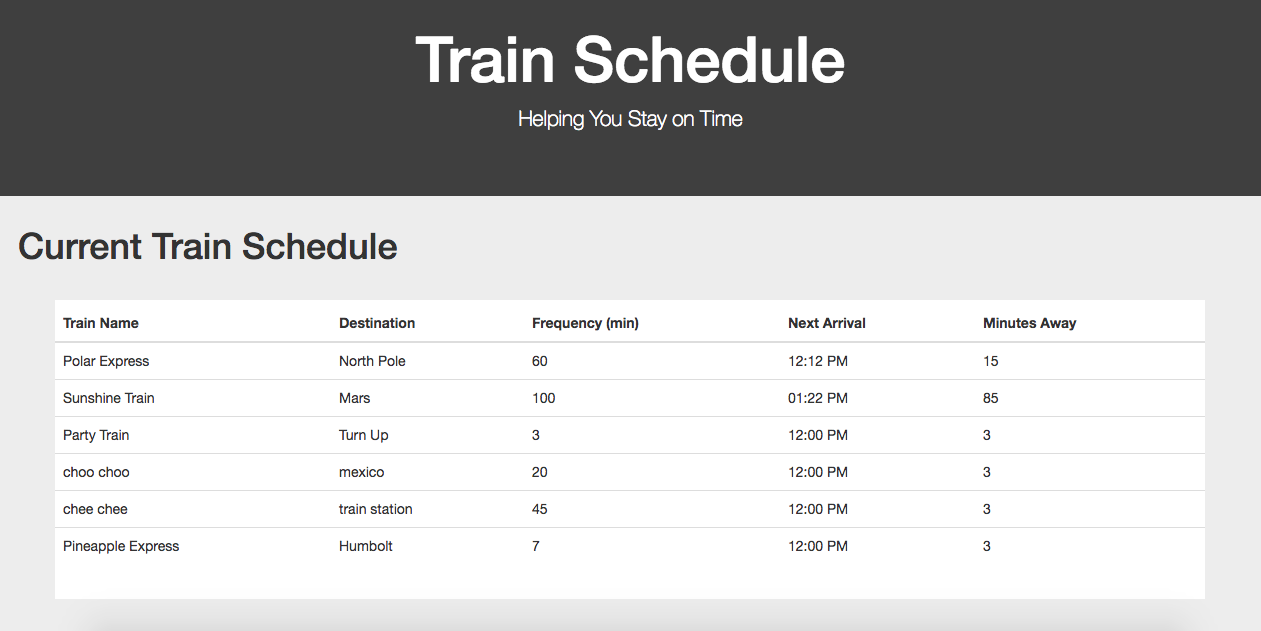 Train Schedule
Helping You Stay on Time
Current Train Schedule
Train Name Destination Frequency (min) Next Arrival Minutes Away
Polar Express North Pole 60 12:12 PM 15
Sunshine Train Mars 100 01:22 PM 85
Party Train Turn Up 3 12:00 PM 3
choo choo mexico 20 12:00 PM 3
chee chee train station 45 12:00 PM 3
Pineapple Express Humbolt 7 12:00 PM 3